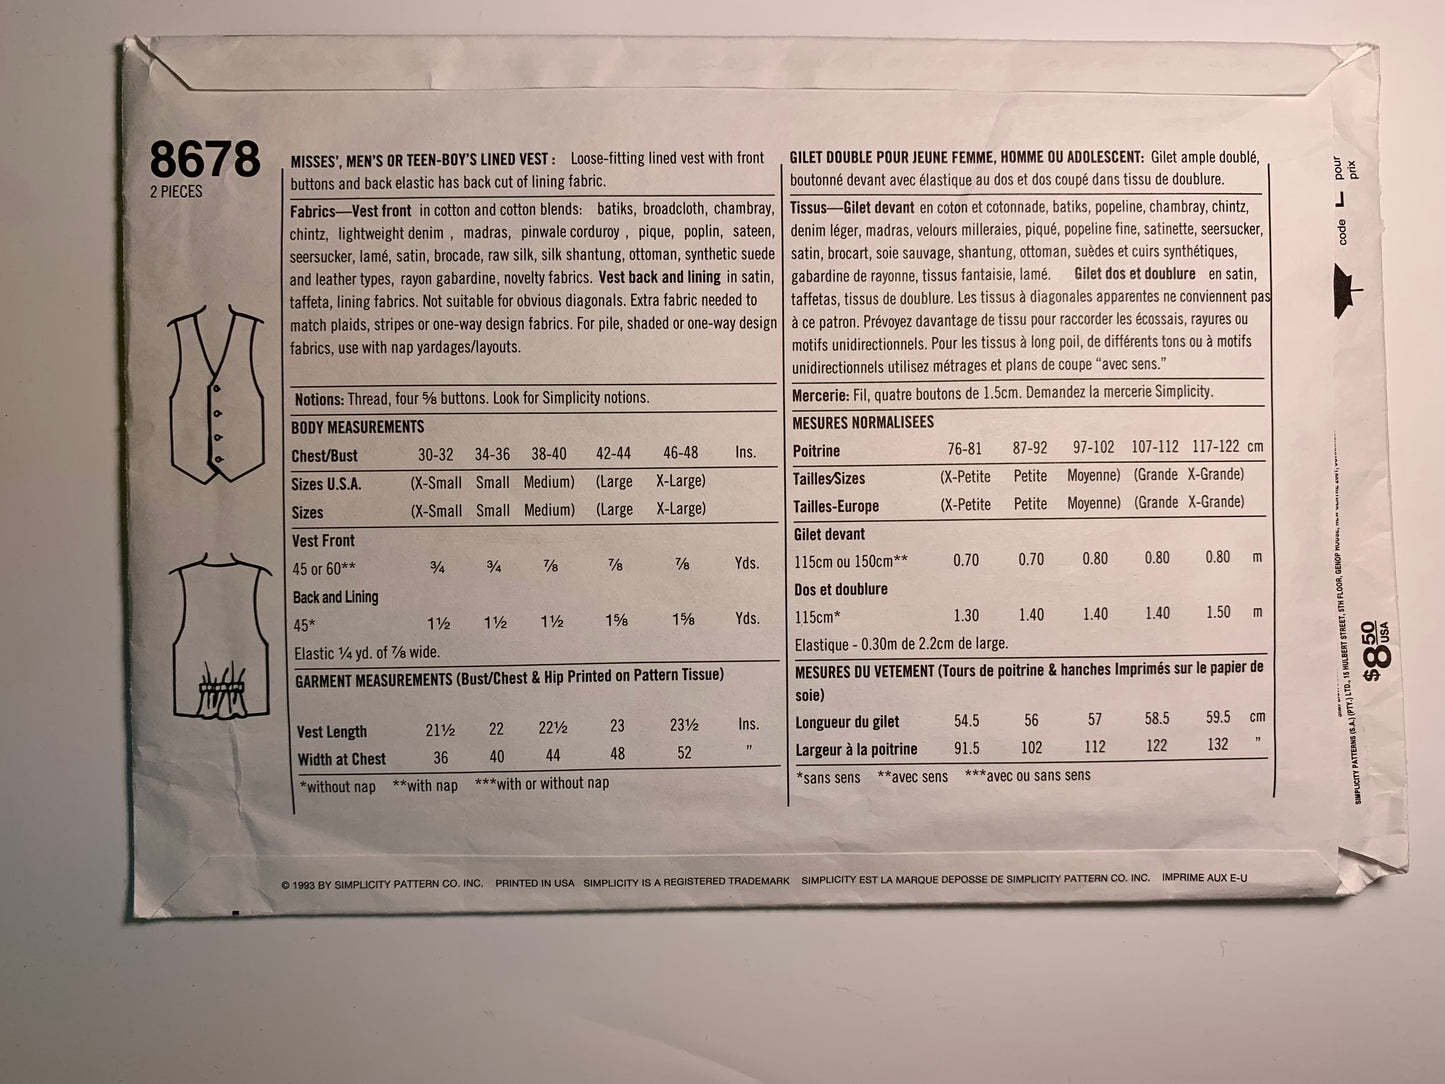 8678
2 PIECES
MISSES', MEN'S OR TEEN-BOY'S LINED VEST : Loose-fitting lined vest with front
buttons and back elastic has back cut of lining fabric.
Fabrics—Vest front in cotton and cotton blends: batiks, broadcloth, chambray,
chintz, lightweight denim , madras, pinwale corduroy , pique, poplin, sateen,
seersucker, lamé, satin, brocade, raw silk, silk shantung, ottoman, synthetic suede
and leather types, rayon gabardine, novelty fabrics. Vest back and lining in satin,
taffeta, lining fabrics. Not suitable for obvious diagonals. Extra fabric needed to
match plaids, stripes or one-way design fabrics. For pile, shaded or one-way design
fabrics, use with nap yardages/layouts.
Notions: Thread, four ⅝ buttons. Look for Simplicity notions.
BODY MEASUREMENTS
Chest/Bust 30-32 34-36 38-40 42-44 46-48 Ins.
Sizes U.S.A. (X-Small Small Medium) (Large X-Large)
Sizes (X-Small Small Medium) (Large X-Large)
Vest Front
45 or 60** ¾ ¾ ⅞ ⅞ ⅞ Yds.
Back and Lining
45* 1½ 1½ 1½ 1⅝ 1⅝ Yds.
Elastic ¼ yd. of ⅞ wide.
GARMENT MEASUREMENTS (Bust/Chest & Hip Printed on Pattern Tissue)
Vest Length 21½ 22 22½ 23 23½ Ins.
Width at Chest 36 40 44 48 52 "
*without nap **with nap ***with or without nap
GILET DOUBLE POUR JEUNE FEMME, HOMME OU ADOLESCENT: Gilet ample doublé,
boutonné devant avec élastique au dos et dos coupé dans tissu de doublure.
Tissus—Gilet devant en coton et cotonnade, batiks, popeline, chambray, chintz,
denim léger, madras, velours milleraies, piqué, popeline fine, satinette, seersucker,
satin, brocart, soie sauvage, shantung, ottoman, suèdes et cuirs synthétiques,
gabardine de rayonne, tissus fantaisie, lamé. Gilet dos et doublure en satin,
taffetas, tissus de doublure. Les tissus à diagonales apparentes ne conviennent pas
à ce patron. Prévoyez davantage de tissu pour raccorder les écossais, rayures ou
motifs unidirectionnels. Pour les tissus à long poil, de différents tons ou à motifs
unidirectionnels utilisez métrages et plans de coupe “avec sens.”
Mercerie: Fil, quatre boutons de 1.5cm. Demandez la mercerie Simplicity.
MESURES NORMALISEES
Poitrine 76-81 87-92 97-102 107-112 117-122 cm
Tailles/Sizes (X-Petite Petite Moyenne) (Grande X-Grande)
Tailles-Europe (X-Petite Petite Moyenne) (Grande X-Grande)
Gilet devant
115cm ou 150cm** 0.70 0.70 0.80 0.80 0.80 m
Dos et doublure
115cm* 1.30 1.40 1.40 1.40 1.50 m
Elastique - 0.30m de 2.2cm de large.
MESURES DU VETEMENT (Tours de poitrine & hanches Imprimés sur le papier de
soie)
Longueur du gilet 54.5 56 57 58.5 59.5 cm
Largeur à la poitrine 91.5 102 112 122 132 "
*sans sens **avec sens ***avec ou sans sens
© 1993 BY SIMPLICITY PATTERN CO. INC. PRINTED IN USA SIMPLICITY IS A REGISTERED TRADEMARK SIMPLICITY EST LA MARQUE DEPOSSE DE SIMPLICITY PATTERN CO. INC. IMPRIME AUX E-U
pour
prix
code L
SIMPLICITY PATTERNS (S.A.) (PTY.) LTD., 15 HULBERT STREET, 5TH FLOOR, GENOP HOUSE,
$8.50
USA